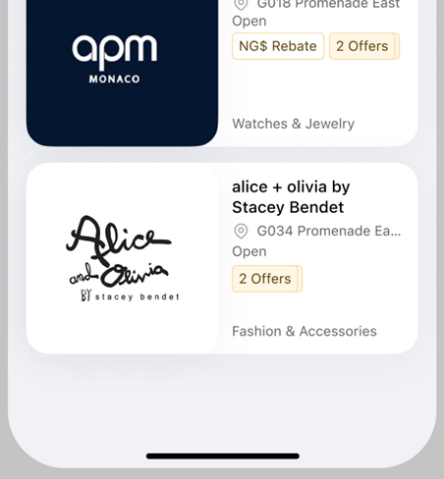 G018 Promenade East
Open
apm
MONACO
NG$ Rebate
2 Offers
Watches & Jewelry
alice + olivia by
Stacey Bendet
G034 Promenade Ea...
Open
2 Offers
Alice
and Olivia
BY stacey bendet
Fashion & Accessories